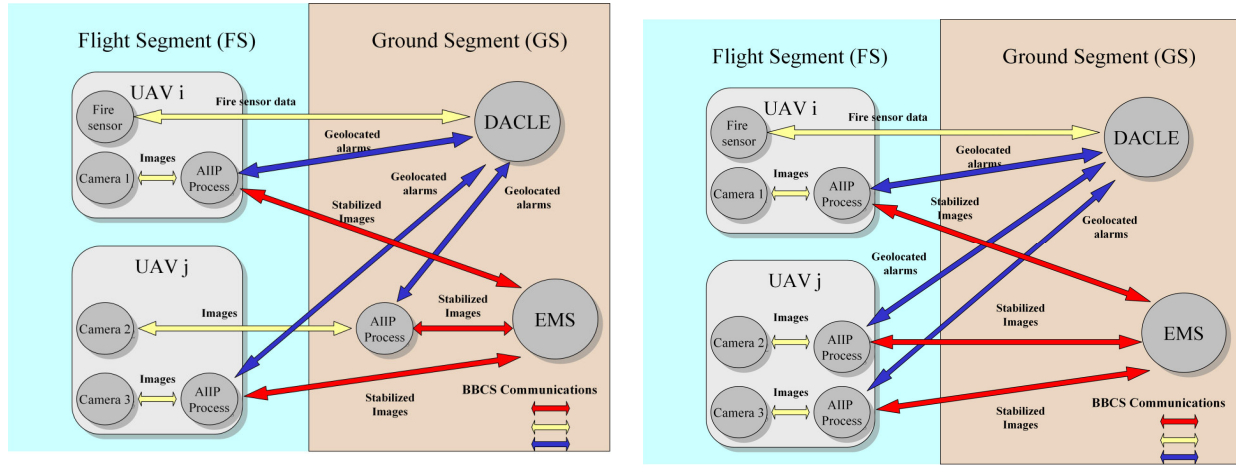 Flight Segment (FS)
Ground Segment (GS)
UAV i
Fire
sensor
Fire sensor data
DACLE
Camera 1
Images
AIIP
Process
Geolocated
alarms
Geolocated
alarms
Geolocated
alarms
Stabilized
Images
UAV j
Camera 2
Images
AIIP
Process
Stabilized
Images
EMS
Camera 3
Images
AIIP
Process
Stabilized
Images
BBCS Communications
Flight Segment (FS)
Ground Segment (GS)
UAV i
Fire
sensor
Fire sensor data
DACLE
Camera 1
Images
AIIP
Process
Geolocated
alarms
Stabilized
Images
Geolocated
alarms
Geolocated
alarms
UAV j
Camera 2
Images
AIIP
Process
Stabilized
Images
EMS
Camera 3
Images
AIIP
Process
Stabilized
Images
BBCS Communications